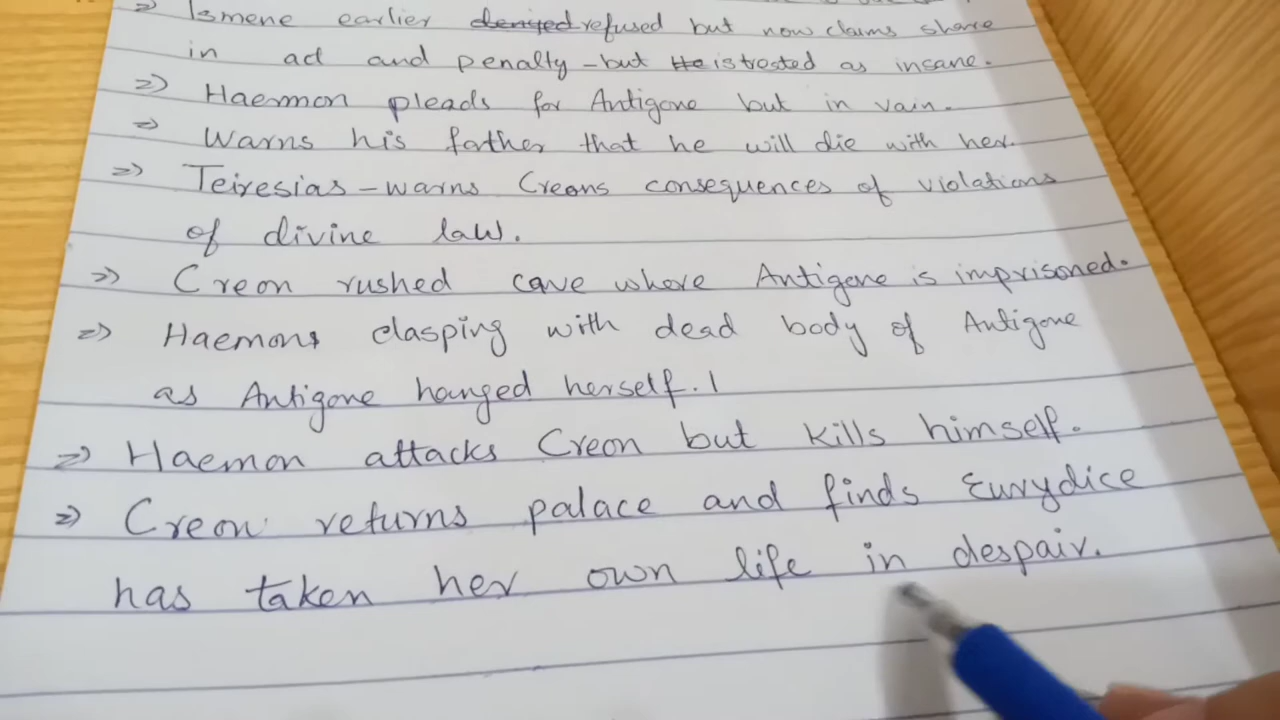 => Ismene earlier denied refused but now claims share
in act and penalty - but He is treated as insane.
=> Haemon pleads for Antigone but in vain.
=> Warns his father that he will die with her.
=> Teiresias - warns Creons consequences of violations
of divine law.
=> Creon rushed cave where Antigone is imprisoned.
=> Haemons clasping with dead body of Antigone
as Antigone hanged herself. I
=> Haemon attacks Creon but kills himself.
=> Creon returns palace and finds Eurydice
has taken her own life in despair.